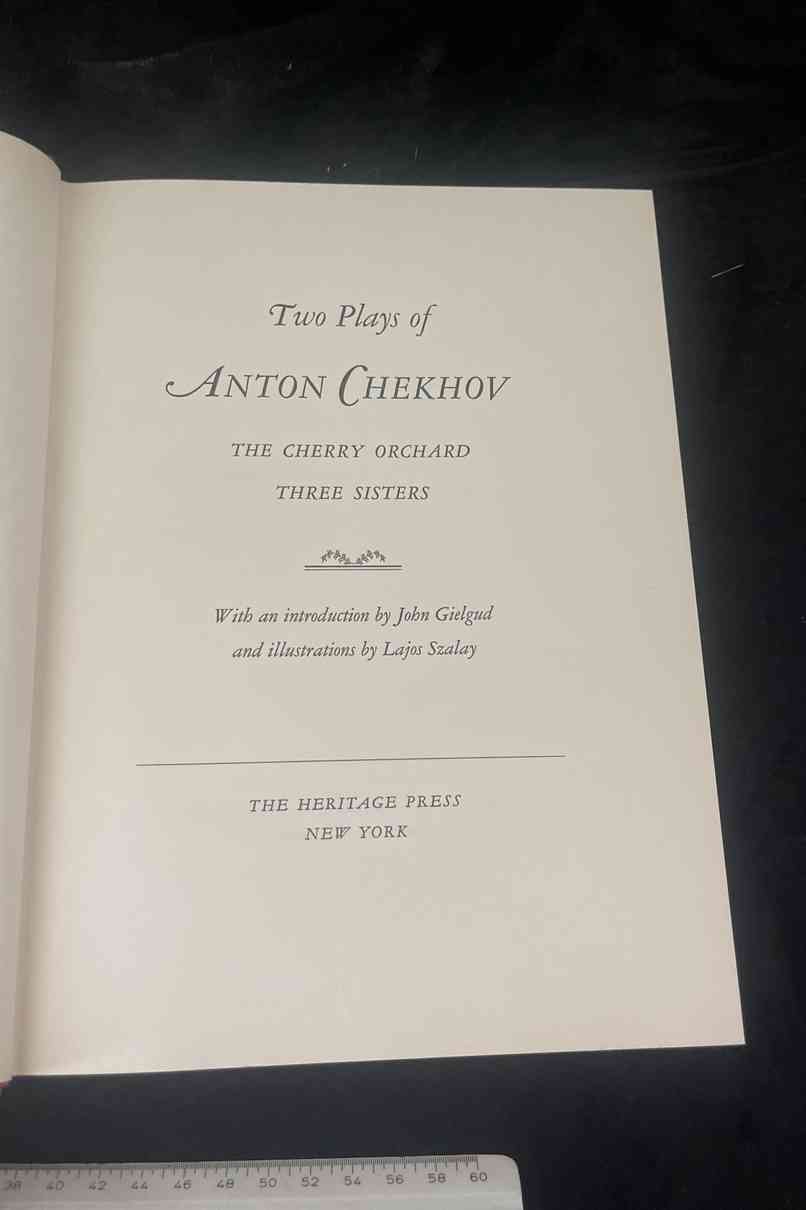 Two Plays of
ANTON CHEKHOV
THE CHERRY ORCHARD
THREE SISTERS
With an introduction by John Gielgud
and illustrations by Lajos Szalay
THE HERITAGE PRESS
NEW YORK
38 40 42 44 46 48 50 52 54 56 58 60